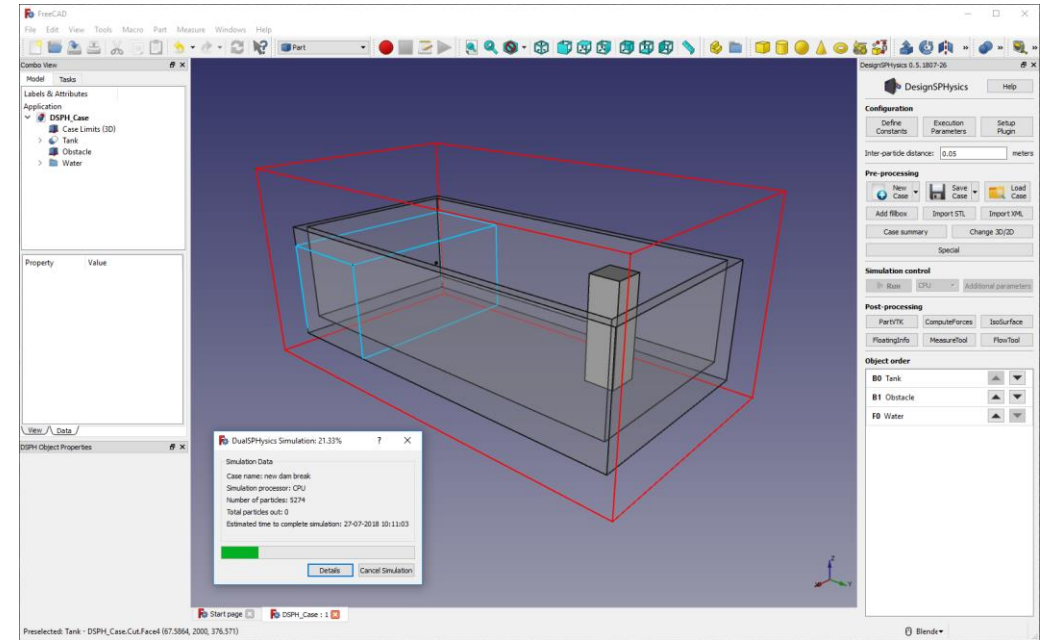 FreeCAD
File Edit View Tools Macro Part Measure Windows Help
Part
Combo View
Model Tasks
Labels & Attributes
Application
DSPH_Case
Case Limits (3D)
Tank
Obstacle
Water
Property Value
View Data
DSPH Object Properties
DualSPHysics Simulation: 21.33% ?
Simulation Data
Case name: new dam break
Simulation processor: CPU
Number of particles: 5274
Total particles out: 0
Estimated time to complete simulation: 27-07-2018 10:11:03
Details Cancel Simulation
z
x Y
Start page DSPH_Case : 1
Preselected: Tank - DSPH_Case.Cut.Face4 (67.5864, 2000, 376.571)
Blender
DesignSPHysics 0.5.1807-26
DesignSPHysics Help
Configuration
Define Constants Execution Parameters Setup Plugin
Inter-particle distance: 0.05 meters
Pre-processing
New Case Save Case Load Case
Add fillbox Import STL Import XML
Case summary Change 3D/2D
Special
Simulation control
Run CPU Additional parameters
Post-processing
PartVTK ComputeForces IsoSurface
FloatingInfo MeasureTool FlowTool
Object order
B0 Tank
B1 Obstacle
F0 Water